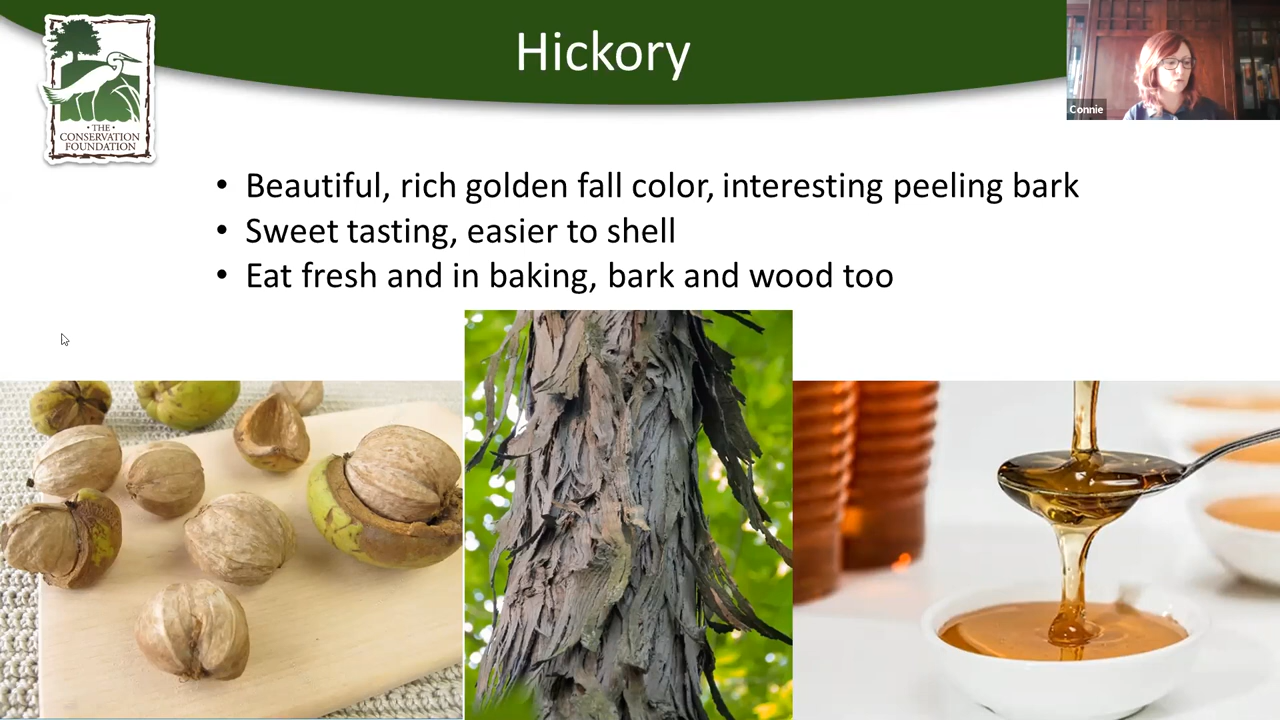 Hickory
Connie
• THE •
CONSERVATION
FOUNDATION
• Beautiful, rich golden fall color, interesting peeling bark
• Sweet tasting, easier to shell
• Eat fresh and in baking, bark and wood too